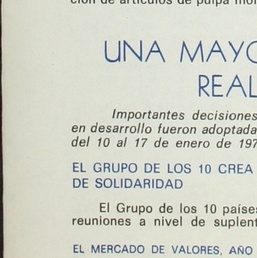 ción de artículos de pulpa mol
UNA MAYO
REAL
Importantes decisiones
en desarrollo fueron adoptada
del 10 al 17 de enero de 197
EL GRUPO DE LOS 10 CREA
DE SOLIDARIDAD
El Grupo de los 10 países
reuniones a nivel de suplent
EL MERCADO DE VALORES, AÑO